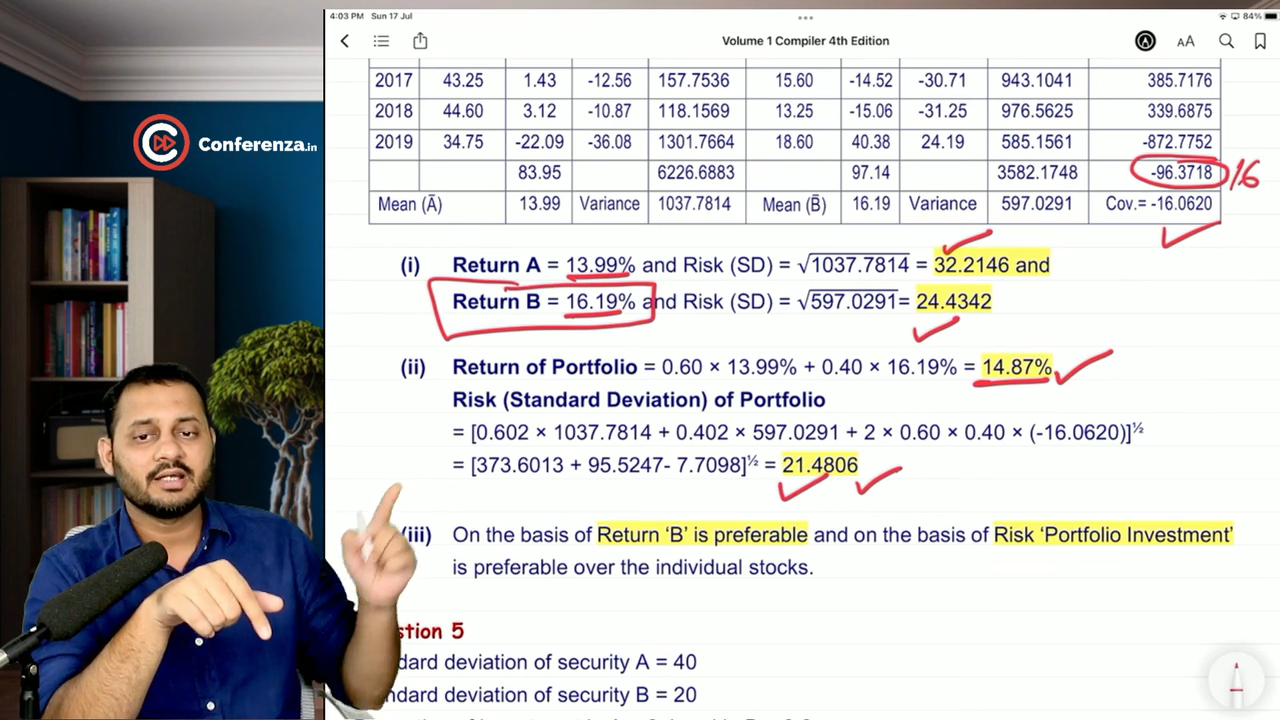 4:03 PM Sun 17 Jul
84%
Volume 1 Compiler 4th Edition
AA
Conferenza.in
2017 43.25 1.43 -12.56 157.7536 15.60 -14.52 -30.71 943.1041 385.7176
2018 44.60 3.12 -10.87 118.1569 13.25 -15.06 -31.25 976.5625 339.6875
2019 34.75 -22.09 -36.08 1301.7664 18.60 40.38 24.19 585.1561 -872.7752
83.95 6226.6883 97.14 3582.1748 -96.3718 /6
Mean (Ā) 13.99 Variance 1037.7814 Mean (B̄) 16.19 Variance 597.0291 Cov.= -16.0620
(i) Return A = 13.99% and Risk (SD) = √1037.7814 = 32.2146 and
Return B = 16.19% and Risk (SD) = √597.0291= 24.4342
(ii) Return of Portfolio = 0.60 × 13.99% + 0.40 × 16.19% = 14.87%
Risk (Standard Deviation) of Portfolio
= [0.602 × 1037.7814 + 0.402 × 597.0291 + 2 × 0.60 × 0.40 × (-16.0620)]½
= [373.6013 + 95.5247- 7.7098]½ = 21.4806
(iii) On the basis of Return ‘B’ is preferable and on the basis of Risk ‘Portfolio Investment’
is preferable over the individual stocks.
stion 5
dard deviation of security A = 40
ndard deviation of security B = 20